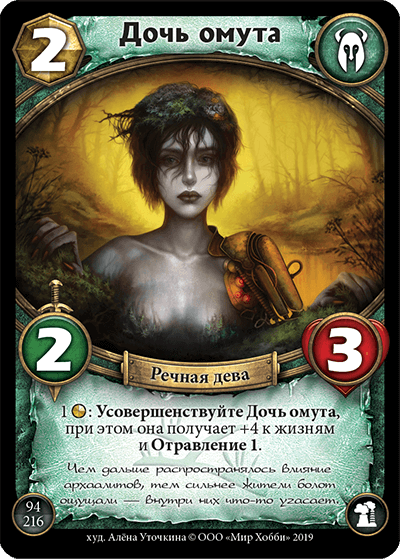 2
Дочь омута
2
3
Речная дева
1 : Усовершенствуйте Дочь омута,
при этом она получает +4 к жизням
и Отравление 1.
Чем дальше распространялось влияние
архаалитов, тем сильнее жители болот
ощущали — внутри них что-то угасает.
94
216
худ. Алёна Уточкина © ООО «Мир Хобби» 2019